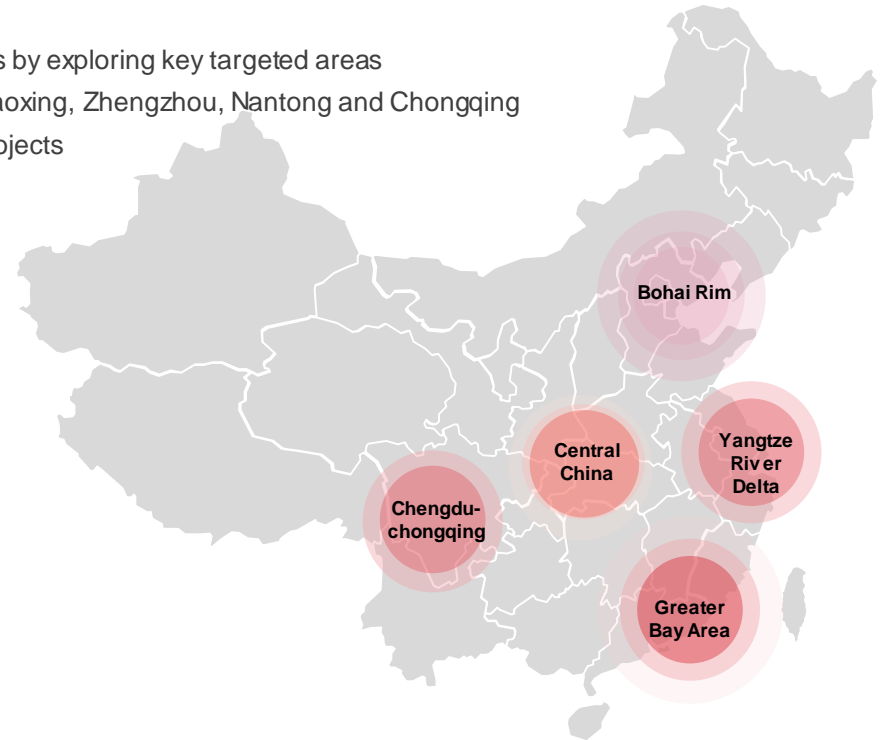 s by exploring key targeted areas
aoxing, Zhengzhou, Nantong and Chongqing
ojects
Bohai Rim
Yangtze
River
Delta
Central
China
Chengdu-
chongqing
Greater
Bay Area